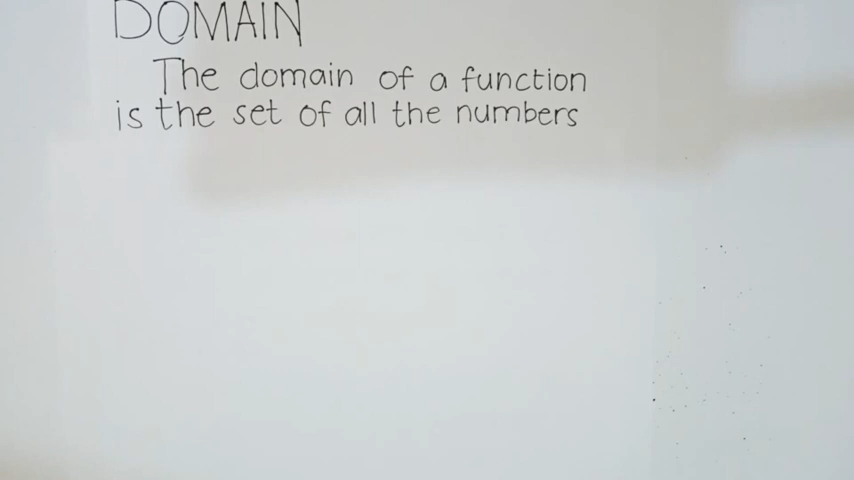 DOMAIN
The domain of a function
is the set of all the numbers